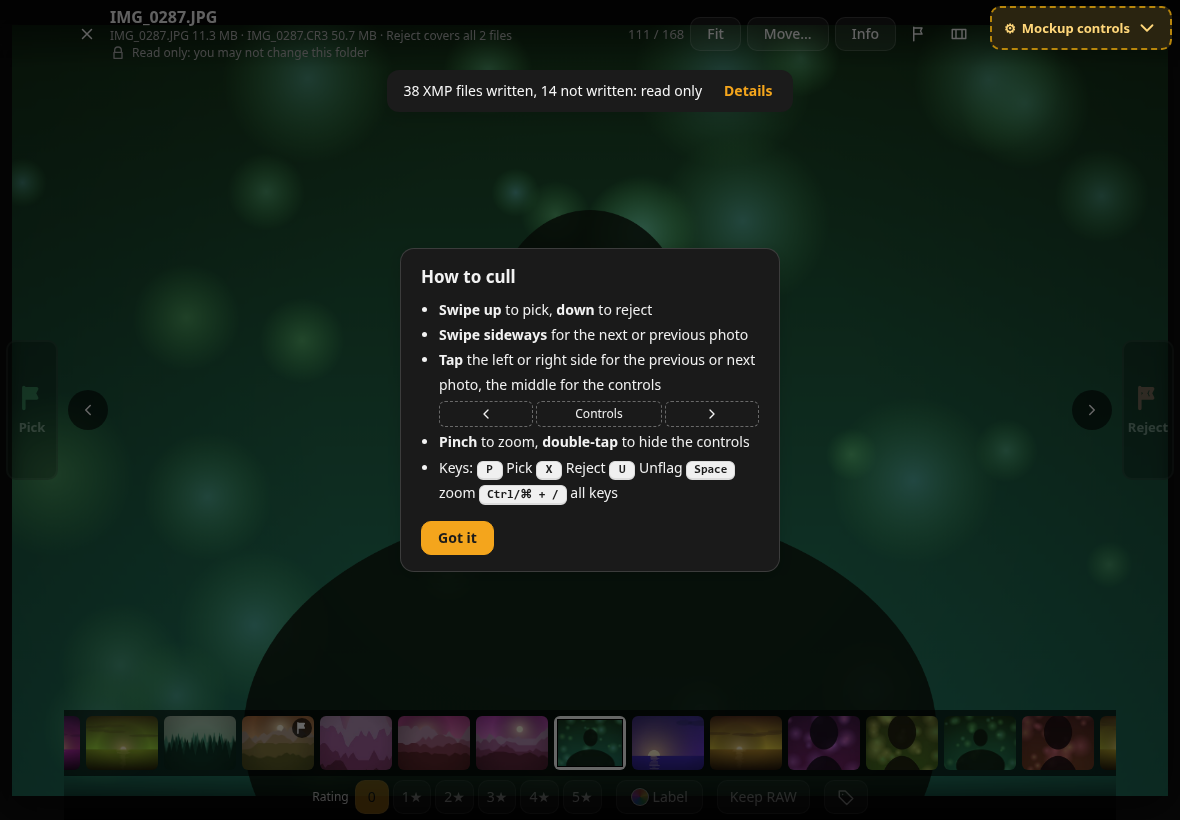 IMG_0287.JPG
IMG_0287.JPG 11.3 MB · IMG_0287.CR3 50.7 MB · Reject covers all 2 files
Read only: you may not change this folder
111 / 168
Fit
Move…
Info
⚙ Mockup controls
38 XMP files written, 14 not written: read only Details
How to cull
• Swipe up to pick, down to reject
• Swipe sideways for the next or previous photo
• Tap the left or right side for the previous or next
photo, the middle for the controls
Controls
• Pinch to zoom, double-tap to hide the controls
• Keys: P Pick X Reject U Unflag Space
zoom Ctrl/⌘ + / all keys
Got it
Pick
Reject
Rating 0 1★ 2★ 3★ 4★ 5★ Label Keep RAW